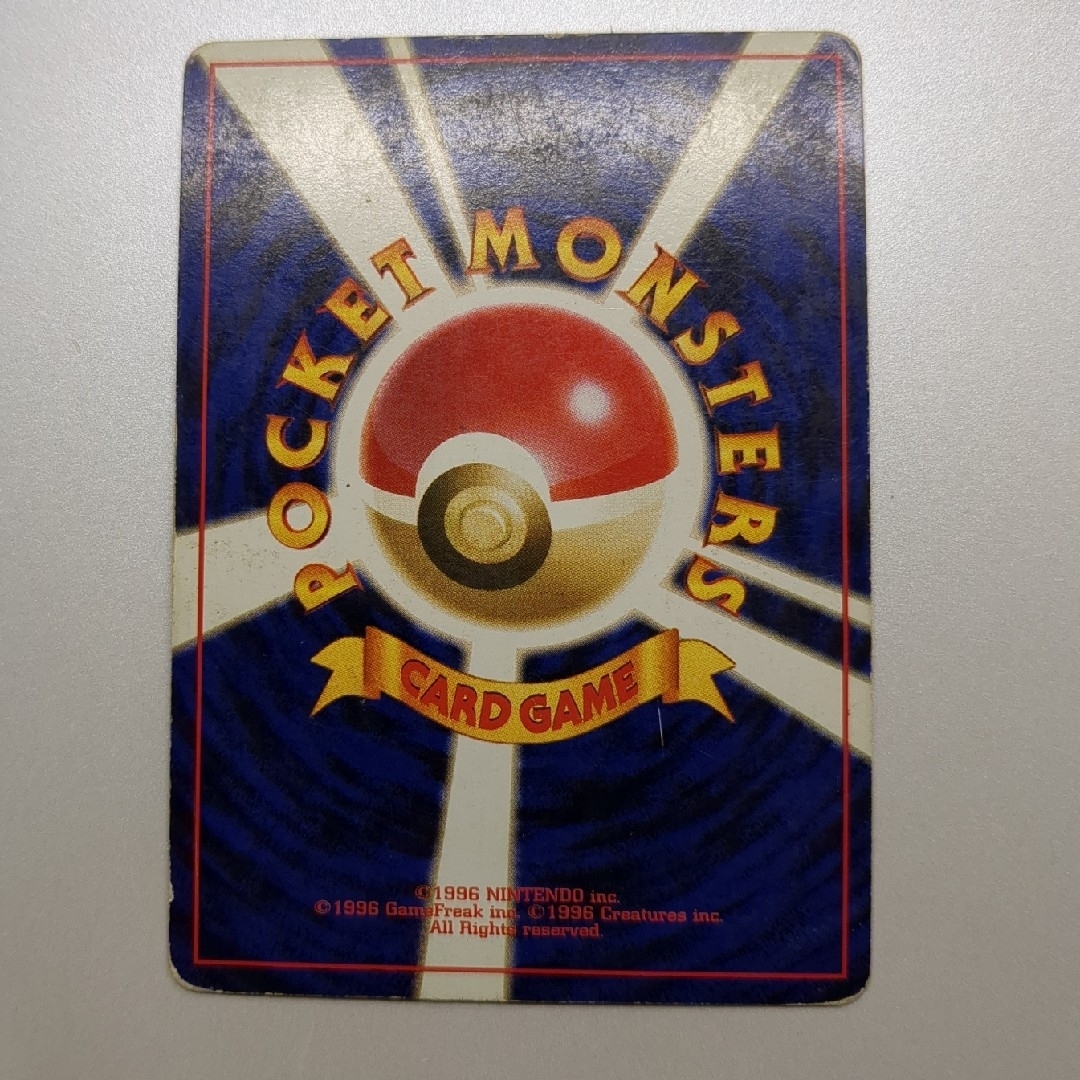 POCKET MONSTERS
CARD GAME
©1996 NINTENDO inc.
©1996 GameFreak inc. ©1996 Creatures inc.
All Rights reserved.